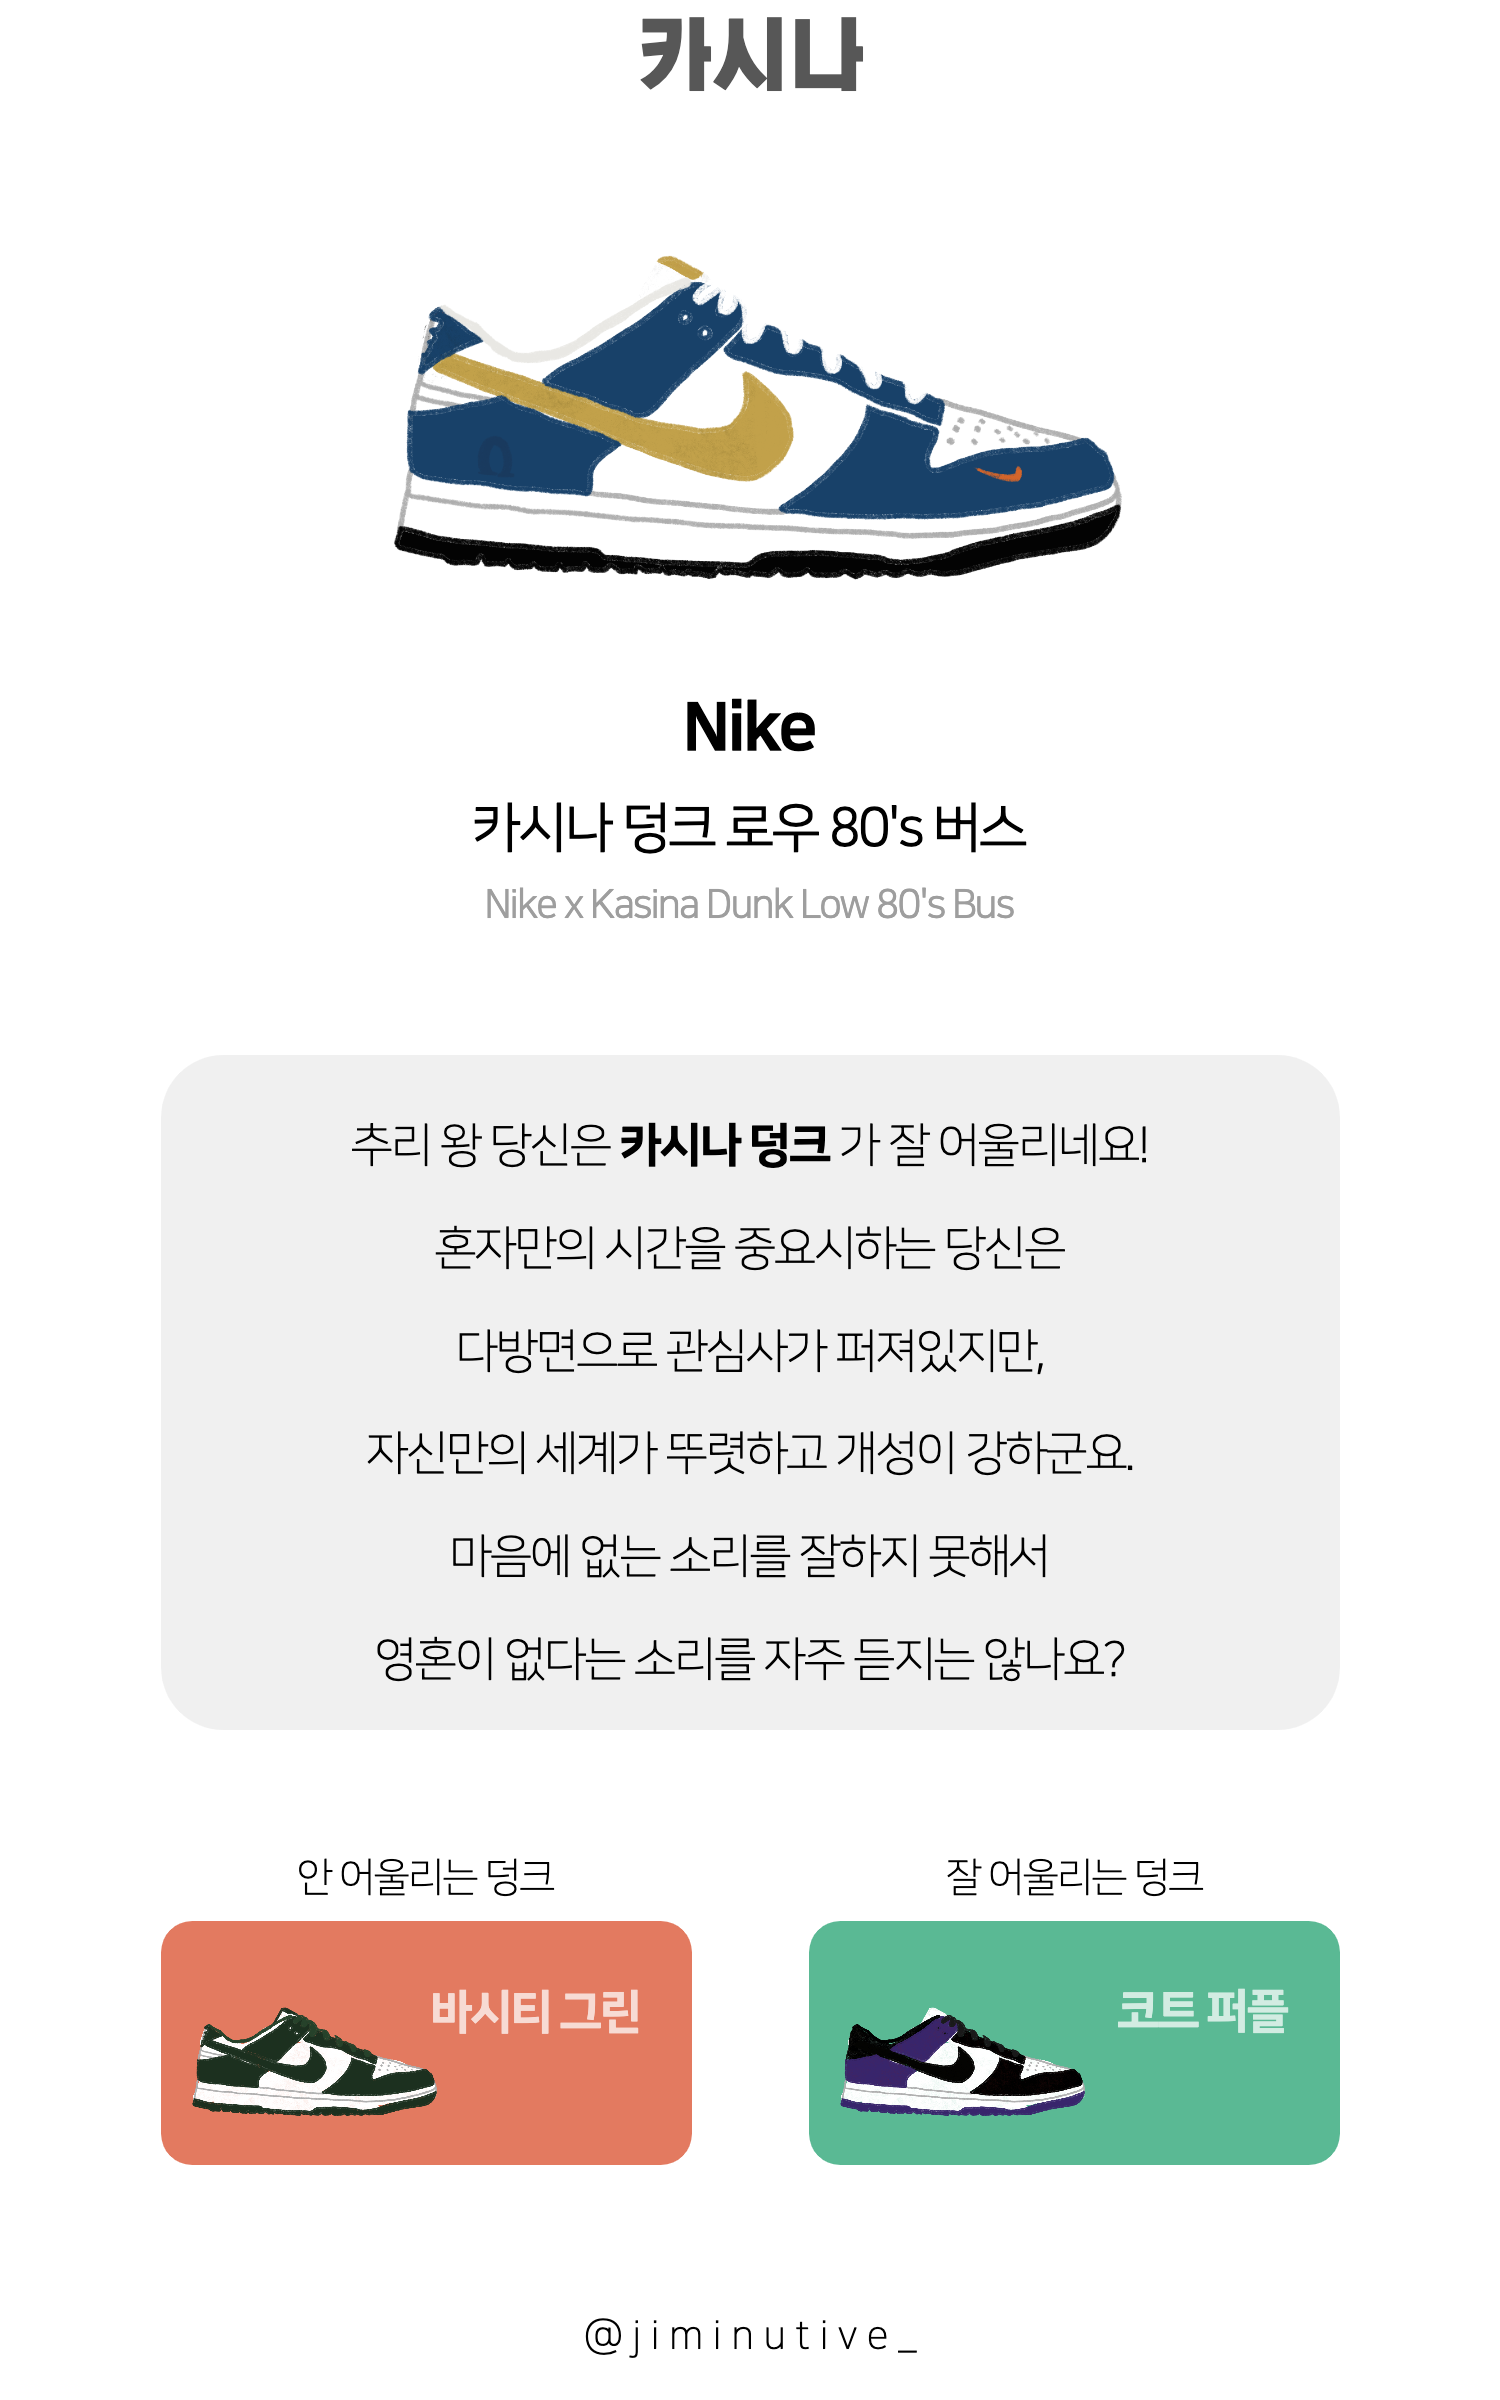 카시나
Nike
카시나 덩크 로우 80's 버스
Nike x Kasina Dunk Low 80's Bus
추리 왕 당신은 카시나 덩크 가 잘 어울리네요!
혼자만의 시간을 중요시하는 당신은
다방면으로 관심사가 퍼져있지만,
자신만의 세계가 뚜렷하고 개성이 강하군요.
마음에 없는 소리를 잘하지 못해서
영혼이 없다는 소리를 자주 듣지는 않나요?
안 어울리는 덩크
잘 어울리는 덩크
바시티 그린
코트 퍼플
@jiminutive_